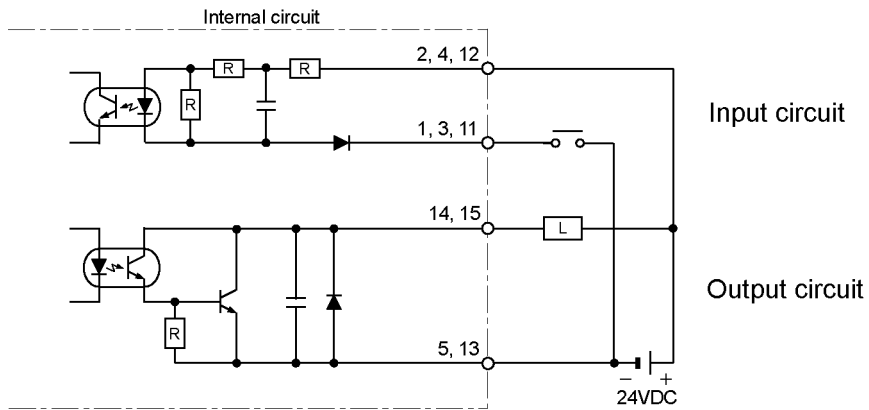 Internal circuit
2, 4, 12
R
R
R
Input circuit
1, 3, 11
14, 15
L
Output circuit
R
5, 13
− +
24VDC